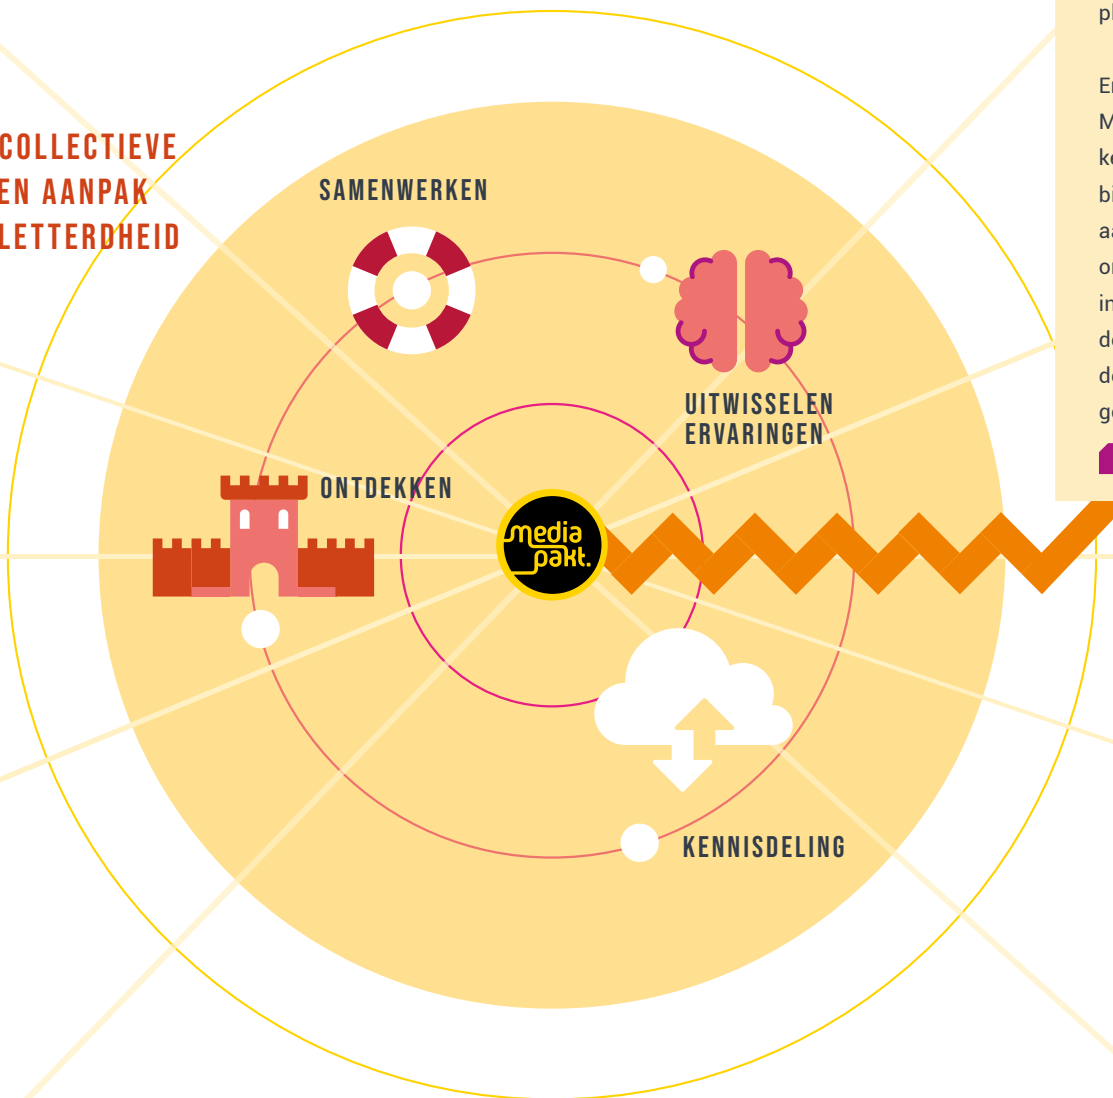 COLLECTIEVE
EN AANPAK
LETTERDHEID
SAMENWERKEN
UITWISSELEN
ERVARINGEN
ONTDEKKEN
media
pakt.
KENNISDELING